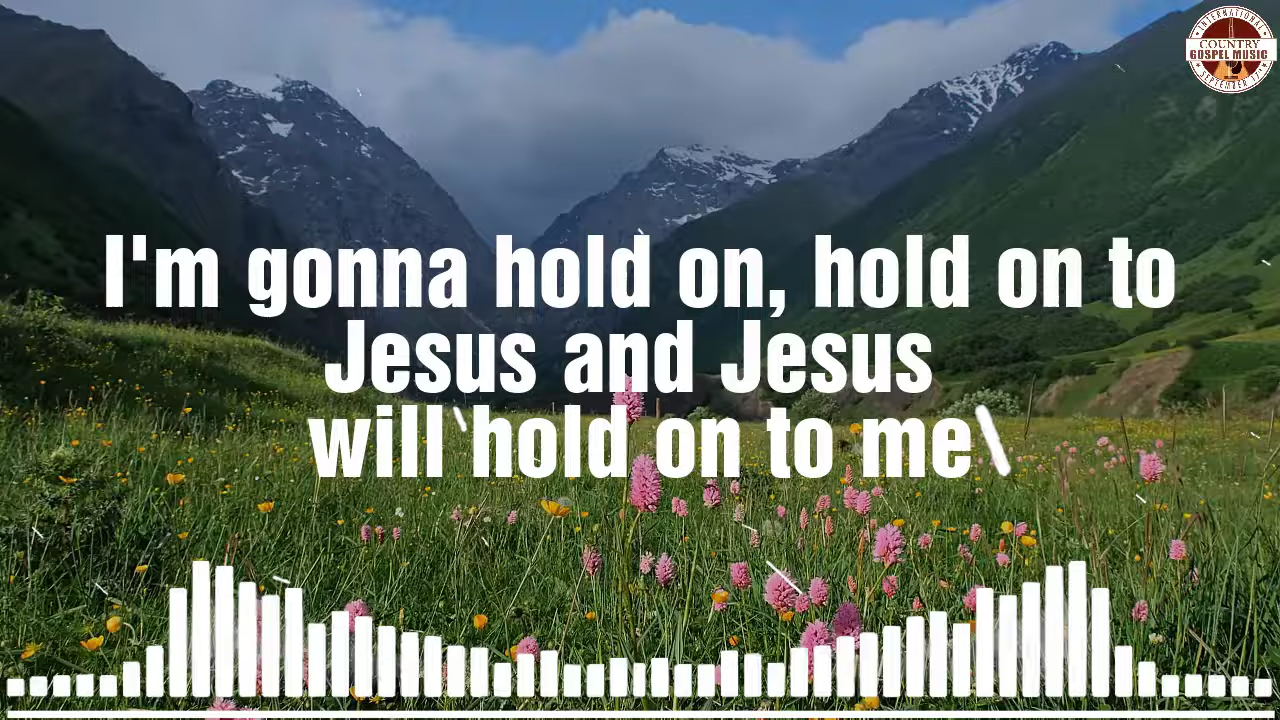 INTERNATIONAL
COUNTRY
GOSPEL MUSIC
I'm gonna hold on, hold on to
Jesus and Jesus
will hold on to me